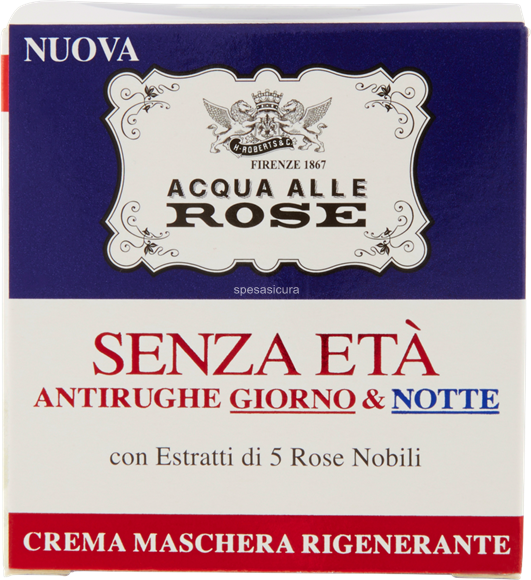 NUOVA
H·ROBERTS&C
FIRENZE 1867
ACQUA ALLE
ROSE
spesasicura
SENZA ETÀ
ANTIRUGHE GIORNO & NOTTE
con Estratti di 5 Rose Nobili
CREMA MASCHERA RIGENERANTE